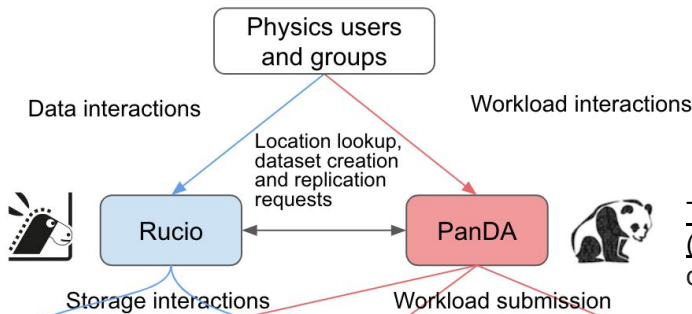 Physics users
and groups
Data interactions
Workload interactions
Location lookup,
dataset creation
and replication
requests
Rucio
PanDA
Storage interactions
Workload submission